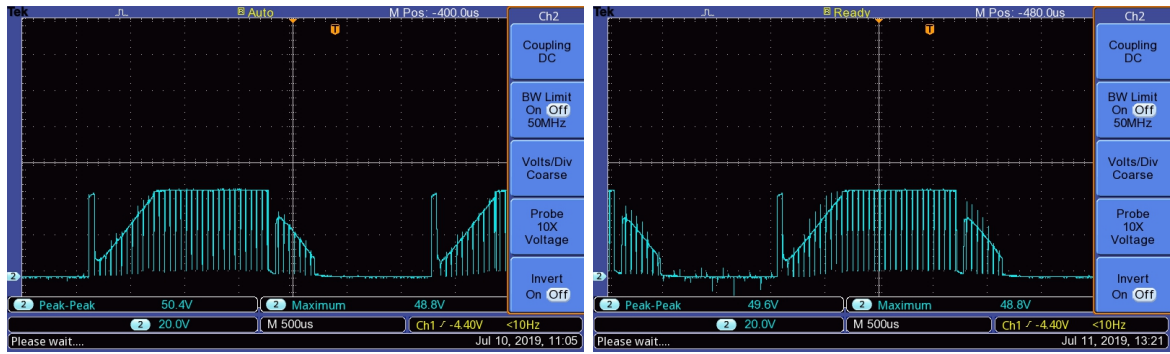 Tek
Auto
M Pos: -400.0us
Ch2
T
Coupling
DC
BW Limit
On Off
50MHz
Volts/Div
Coarse
Probe
10X
Voltage
Invert
On Off
2
2 Peak-Peak 50.4V
2 Maximum 48.8V
2 20.0V
M 500us
Ch1 -4.40V <10Hz
Please wait....
Jul 10, 2019, 11:05
Tek
Ready
M Pos: -480.0us
Ch2
T
Coupling
DC
BW Limit
On Off
50MHz
Volts/Div
Coarse
Probe
10X
Voltage
Invert
On Off
2
2 Peak-Peak 49.6V
2 Maximum 48.8V
2 20.0V
M 500us
Ch1 -4.40V <10Hz
Please wait....
Jul 11, 2019, 13:21